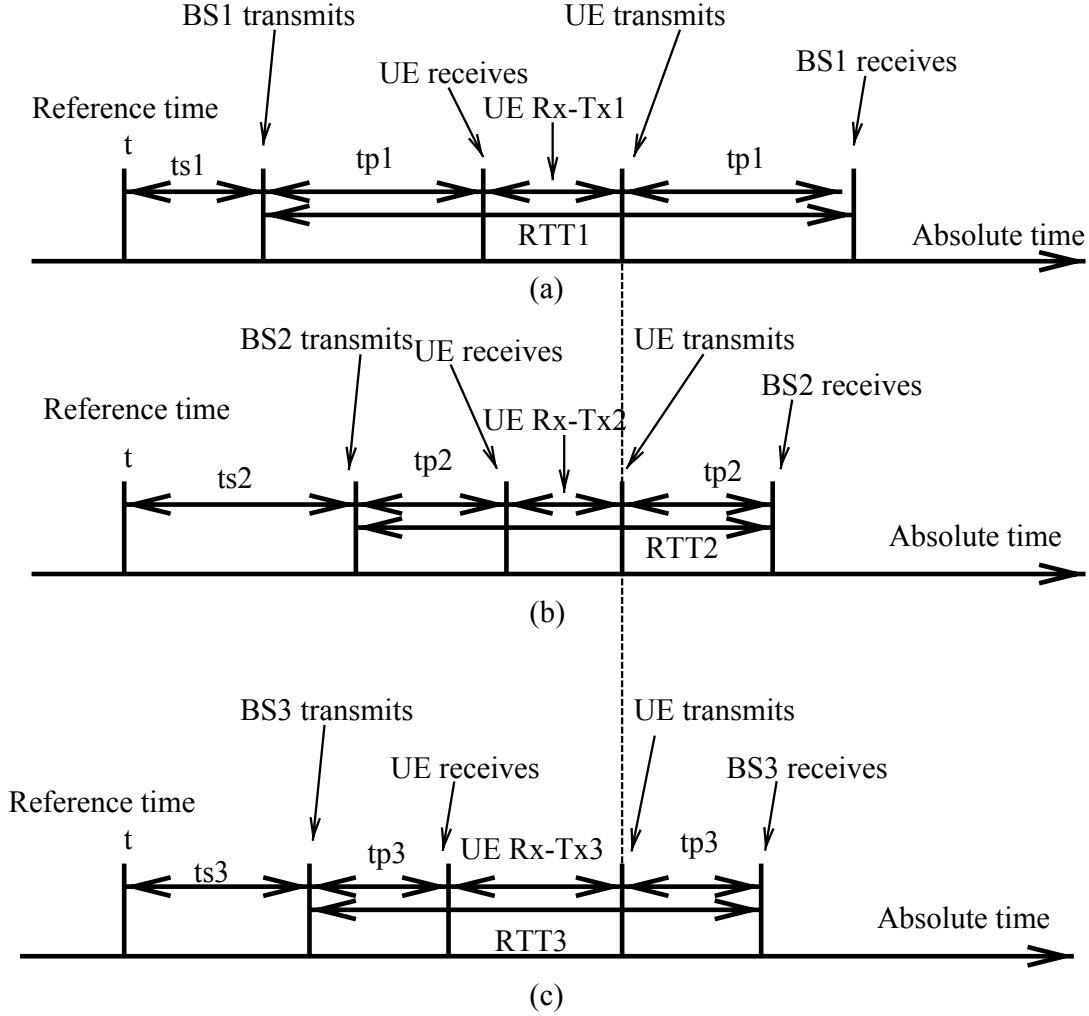 BS1 transmits
UE transmits
UE receives
BS1 receives
Reference time
UE Rx-Tx1
t
ts1
tp1
tp1
RTT1
Absolute time
(a)
BS2 transmits
UE receives
UE transmits
BS2 receives
Reference time
UE Rx-Tx2
t
ts2
tp2
tp2
RTT2
Absolute time
(b)
BS3 transmits
UE transmits
UE receives
BS3 receives
Reference time
t
ts3
tp3
UE Rx-Tx3
tp3
RTT3
Absolute time
(c)